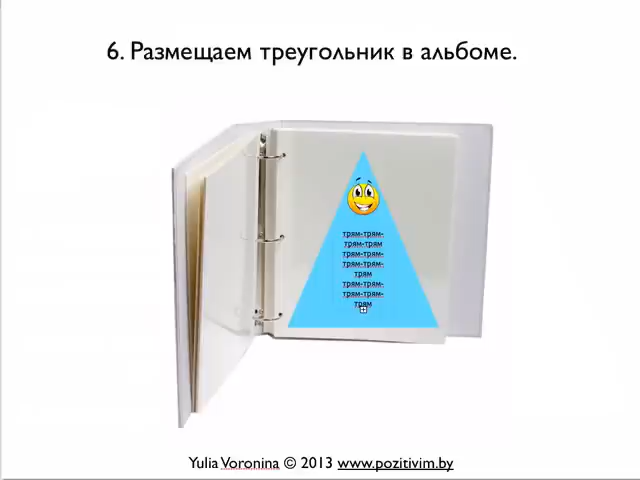 6. Размещаем треугольник в альбоме.
трям-трям-
трям-трям
трям-трям-
трям-трям-
трям
трям-трям-
трям-трям-
трям
Yulia Voronina © 2013 www.pozitivim.by